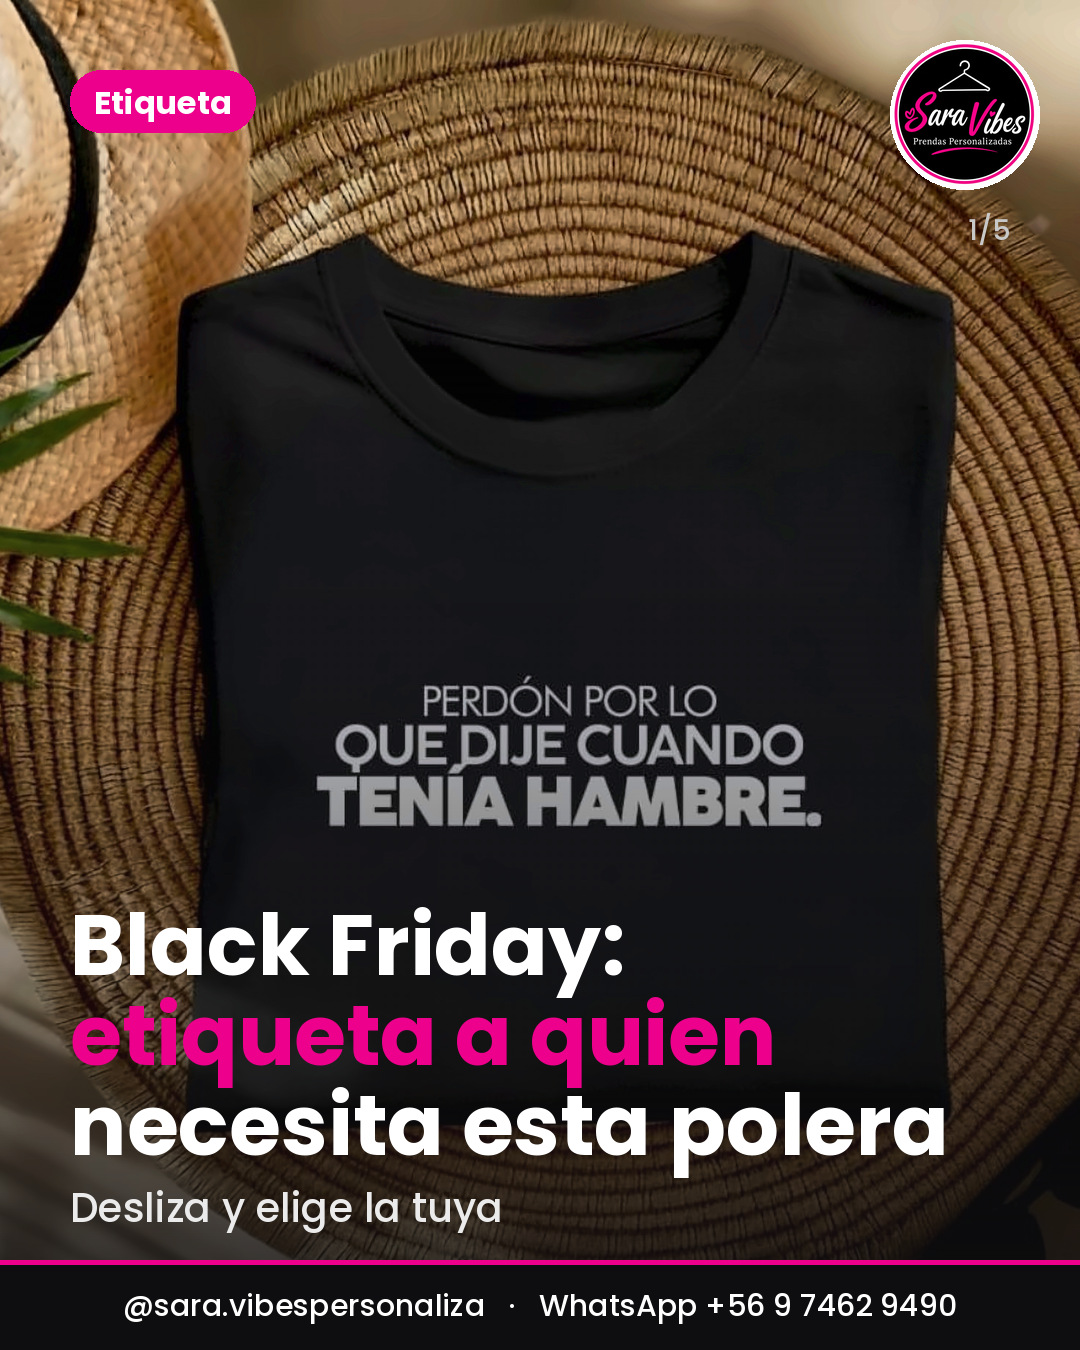 Etiqueta
Sara Vibes
Prendas Personalizadas
1/5
PERDÓN POR LO
QUE DIJE CUANDO
TENÍA HAMBRE.
Black Friday:
etiqueta a quien
necesita esta polera
Desliza y elige la tuya
@sara.vibespersonaliza · WhatsApp +56 9 7462 9490